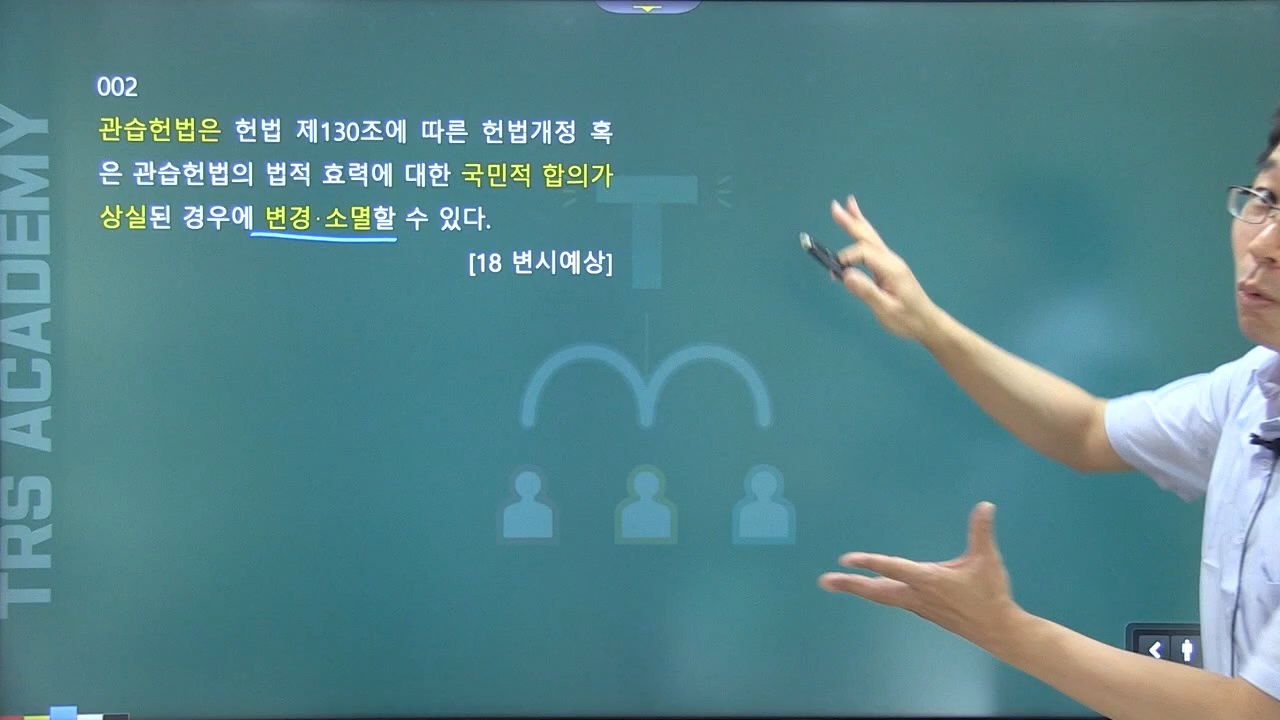 002
관습헌법은 헌법 제130조에 따른 헌법개정 혹
은 관습헌법의 법적 효력에 대한 국민적 합의가
상실된 경우에 변경·소멸할 수 있다.
[18 변시예상]
TRS ACADEMY